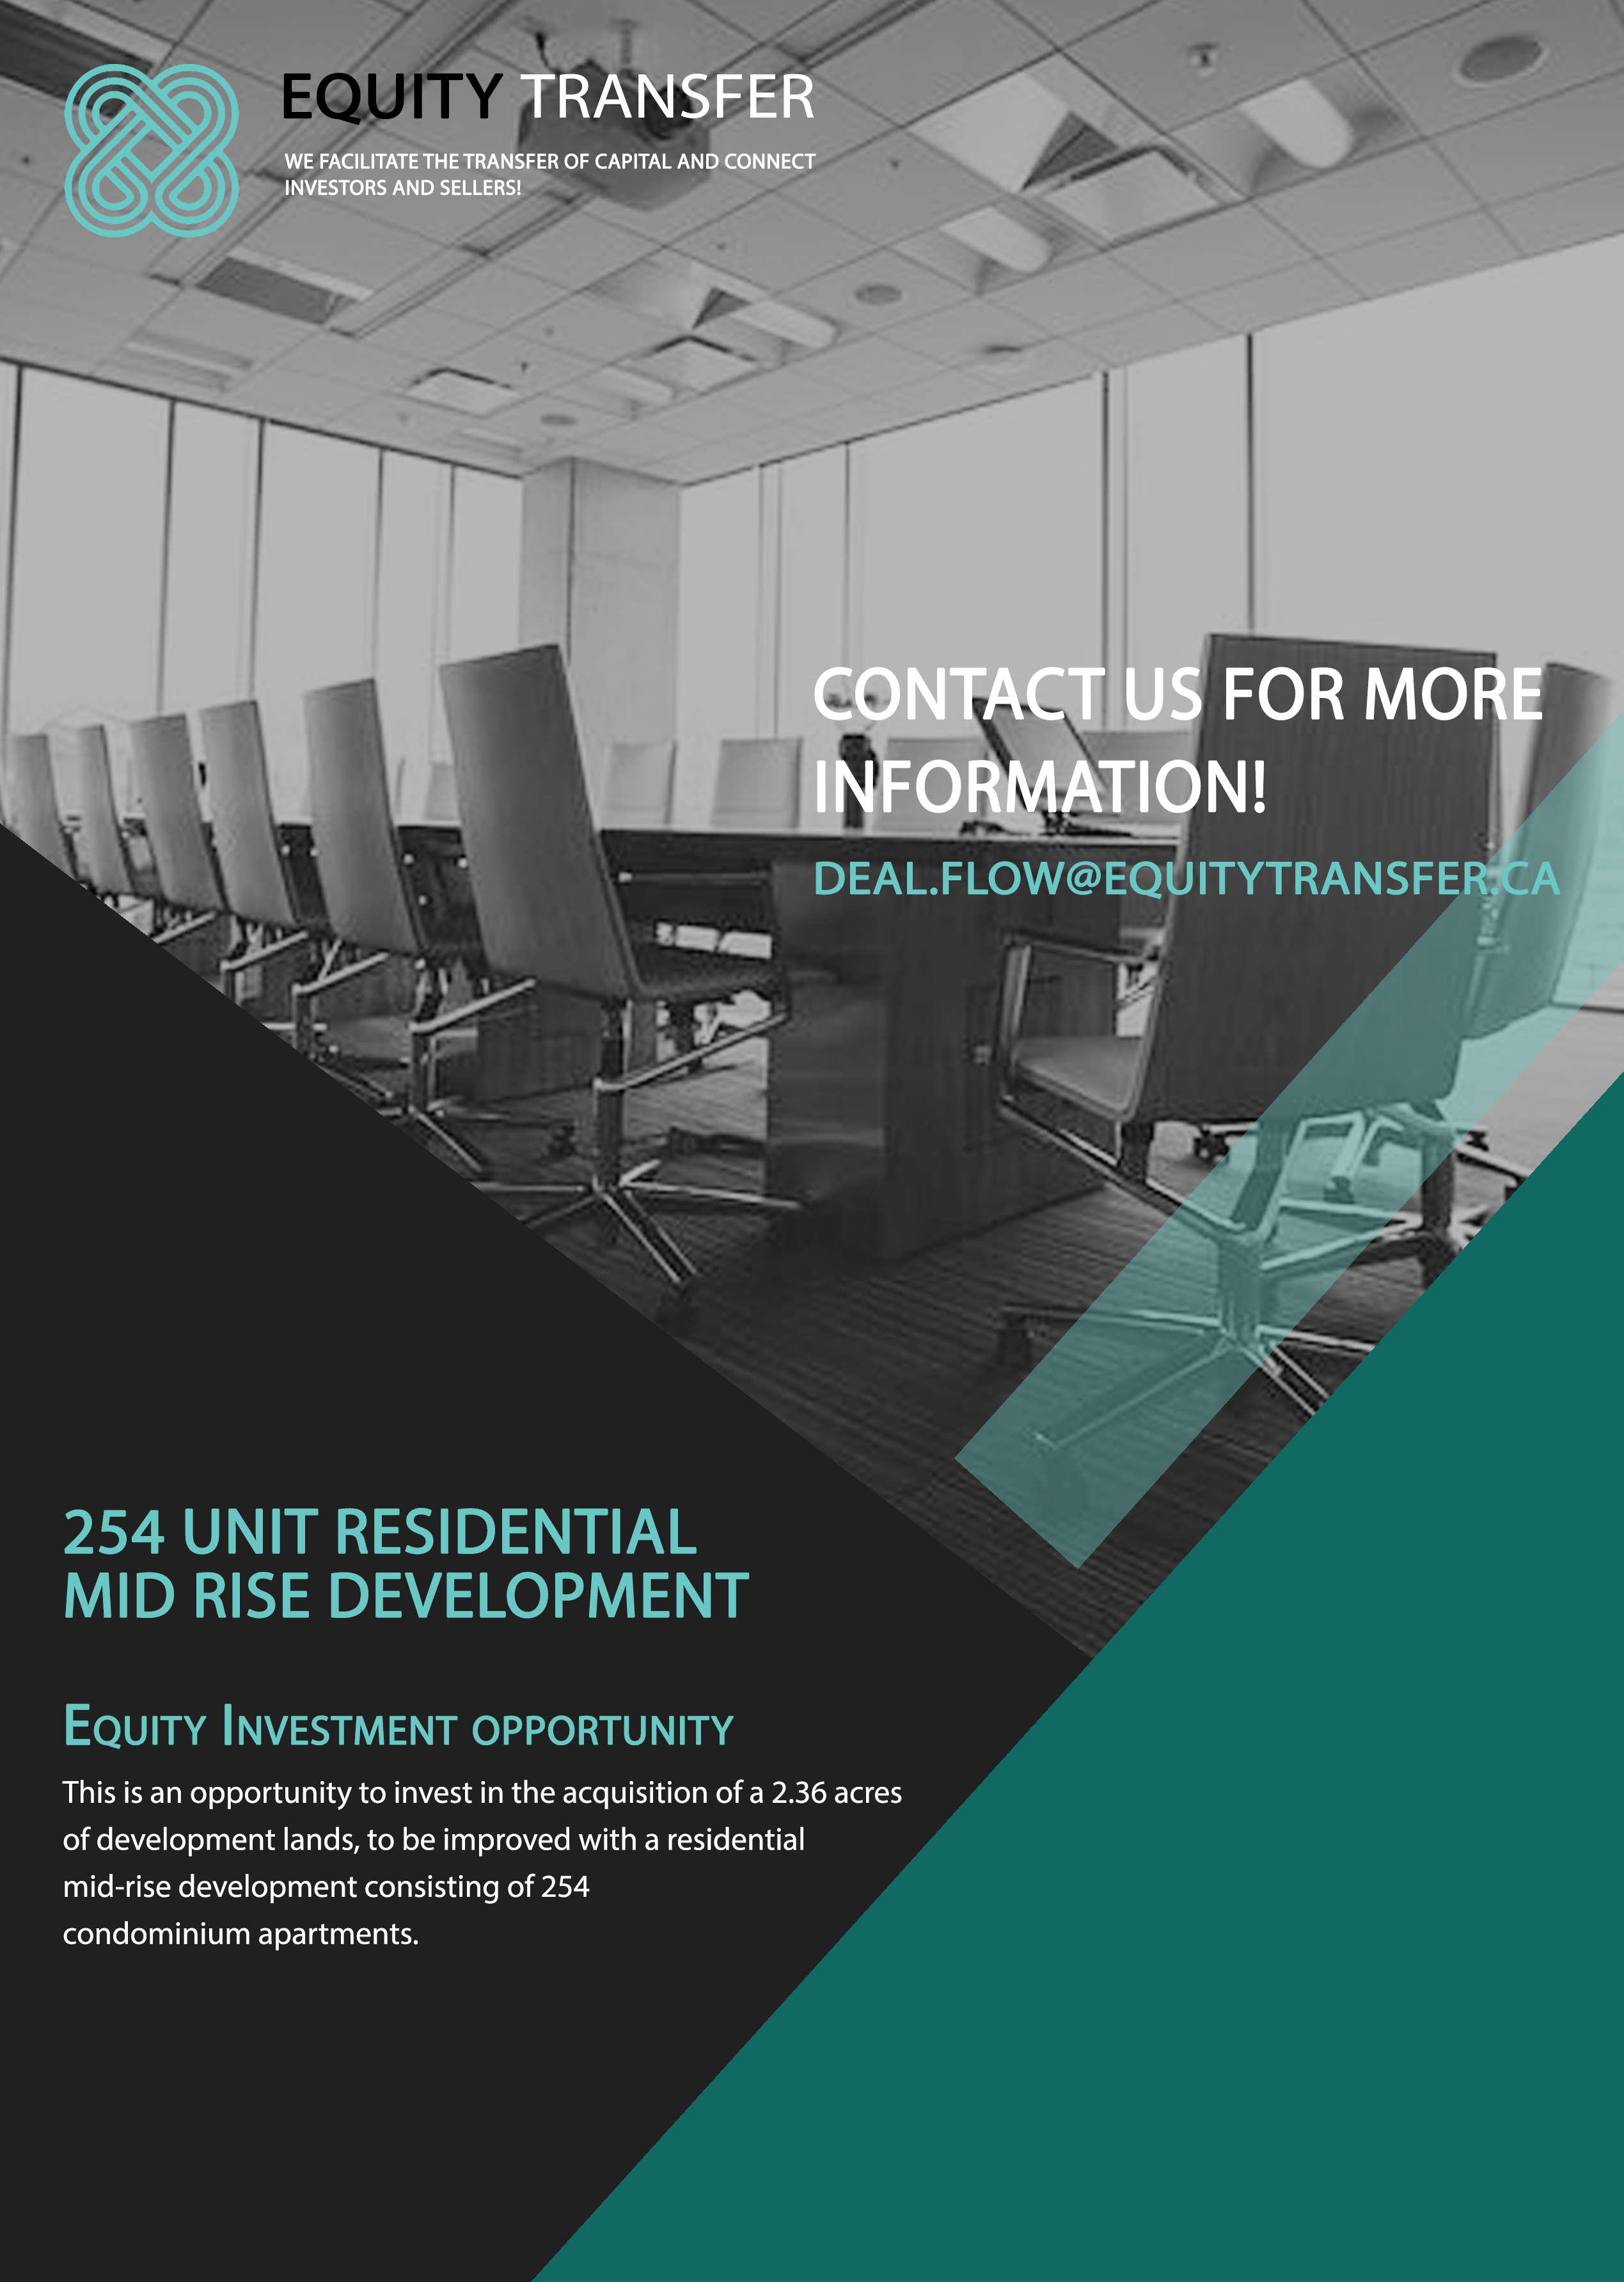 EQUITY TRANSFER
WE FACILITATE THE TRANSFER OF CAPITAL AND CONNECT
INVESTORS AND SELLERS!
CONTACT US FOR MORE
INFORMATION!
DEAL.FLOW@EQUITYTRANSFER.CA
254 UNIT RESIDENTIAL
MID RISE DEVELOPMENT
EQUITY INVESTMENT OPPORTUNITY
This is an opportunity to invest in the acquisition of a 2.36 acres
of development lands, to be improved with a residential
mid-rise development consisting of 254
condominium apartments.